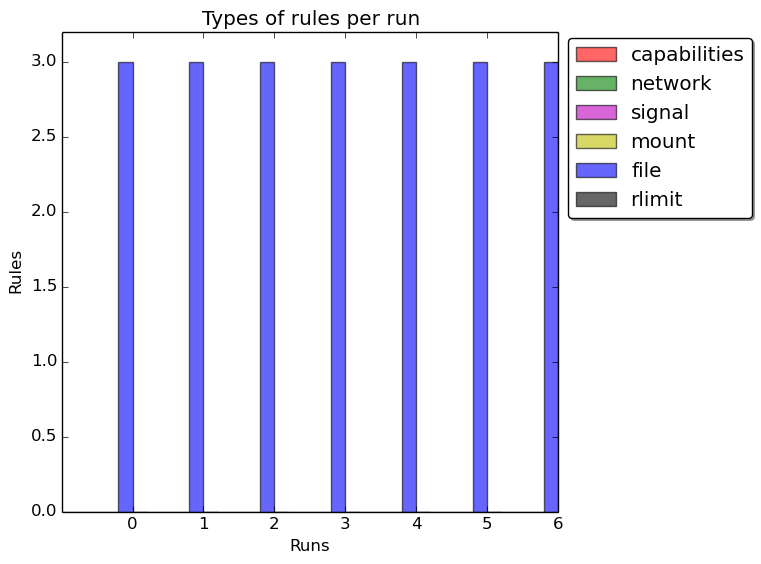 Types of rules per run
3.0
2.5
2.0
1.5
1.0
0.5
0.0
Rules
0 1 2 3 4 5 6
Runs
capabilities
network
signal
mount
file
rlimit